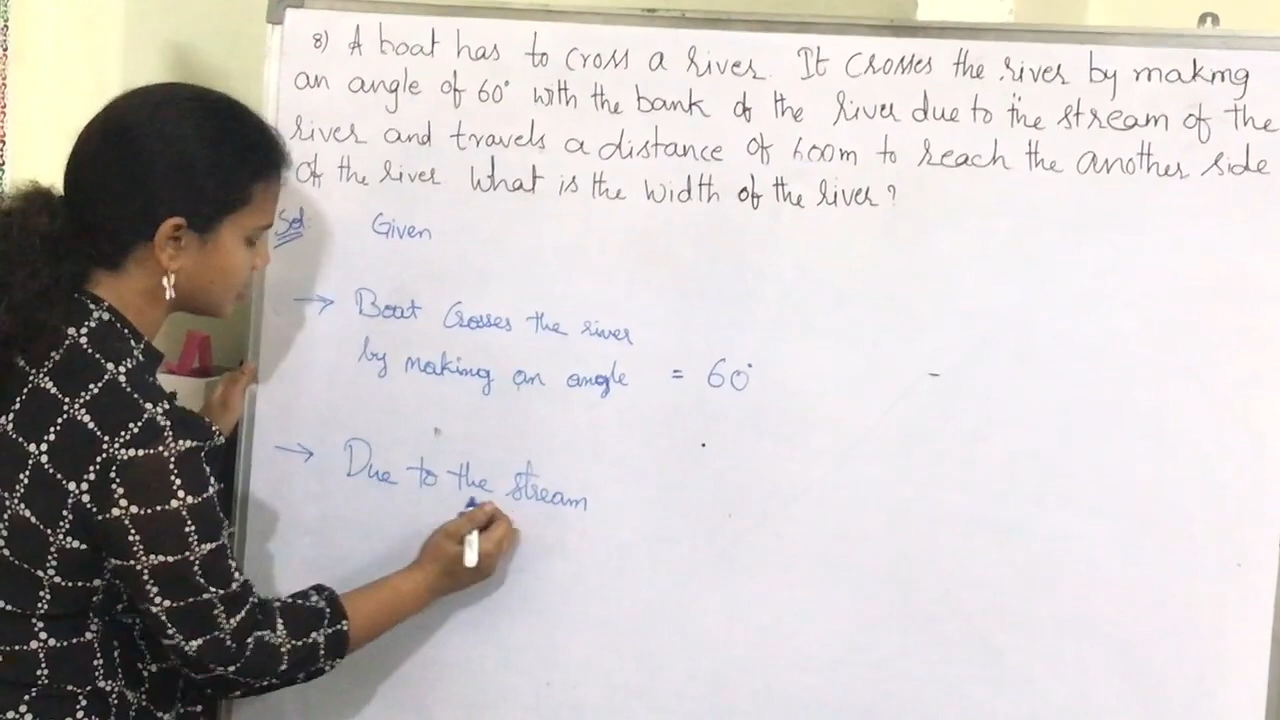 8) A boat has to cross a river. It crosses the river by making
an angle of 60° with the bank of the river due to the stream of the
river and travels a distance of 600m to reach the another side
of the river What is the width of the river?
Sol:
Given
→ Boat Crosses the river
by making an angle = 60°
→ Due to the stream